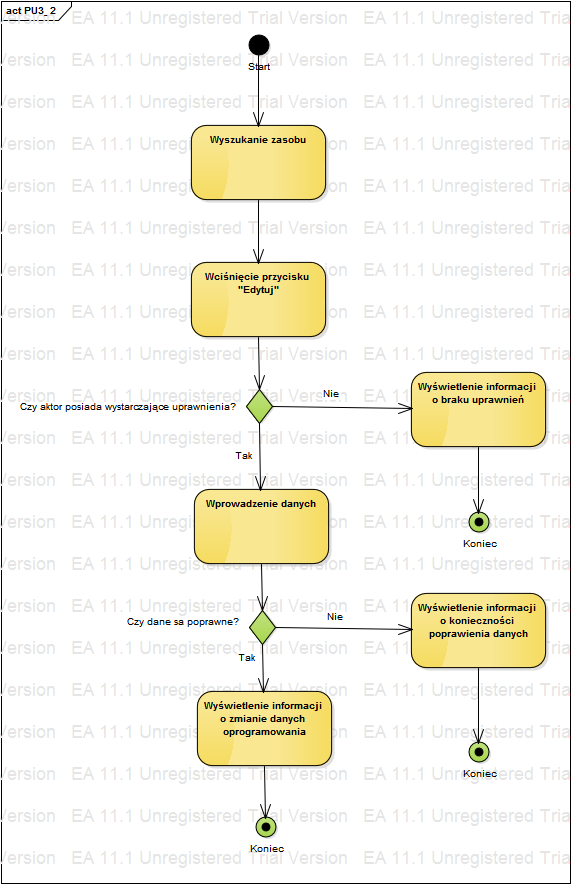 act PU3_2
EA 11.1 Unregistered Trial Version
Start
Wyszukanie zasobu
Wciśnięcie przycisku
"Edytuj"
Czy aktor posiada wystarczające uprawnienia?
Nie
Wyświetlenie informacji
o braku uprawnień
Tak
Koniec
Wprowadzenie danych
Czy dane sa poprawne?
Nie
Wyświetlenie informacji
o konieczności
poprawienia danych
Tak
Koniec
Wyświetlenie informacji
o zmianie danych
oprogramowania
Koniec